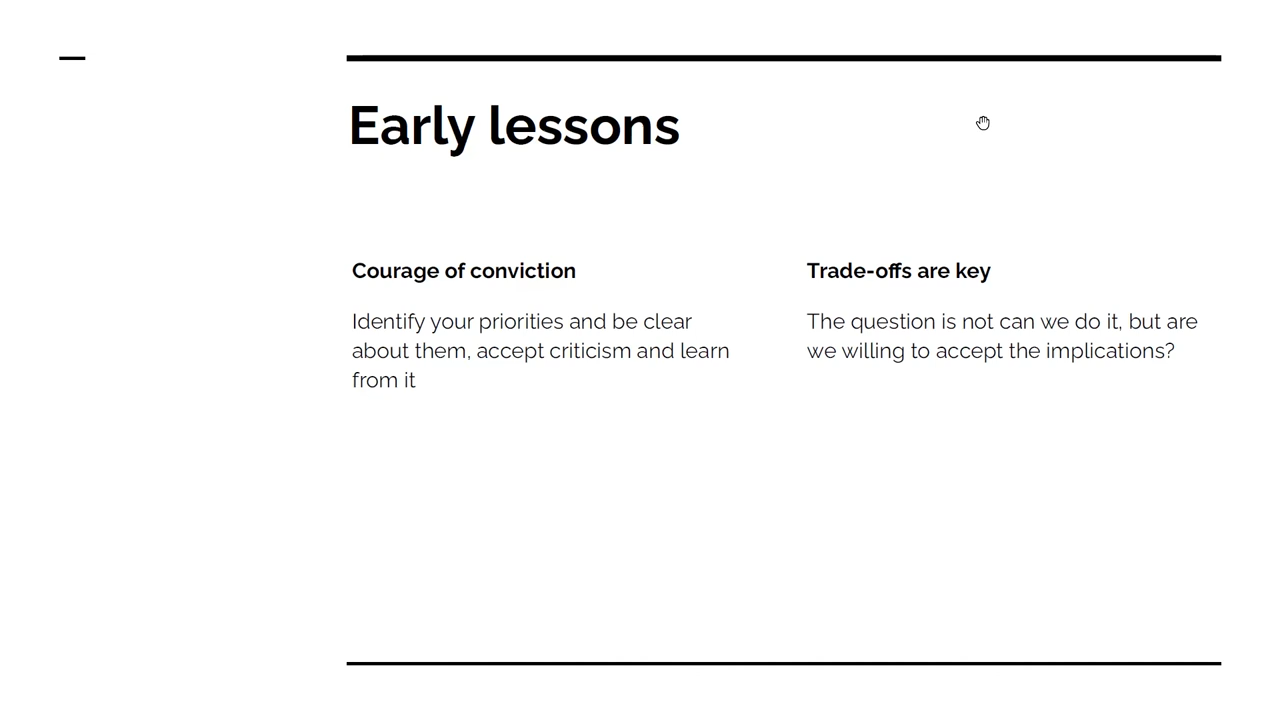 Early lessons
Courage of conviction
Identify your priorities and be clear
about them, accept criticism and learn
from it
Trade-offs are key
The question is not can we do it, but are
we willing to accept the implications?